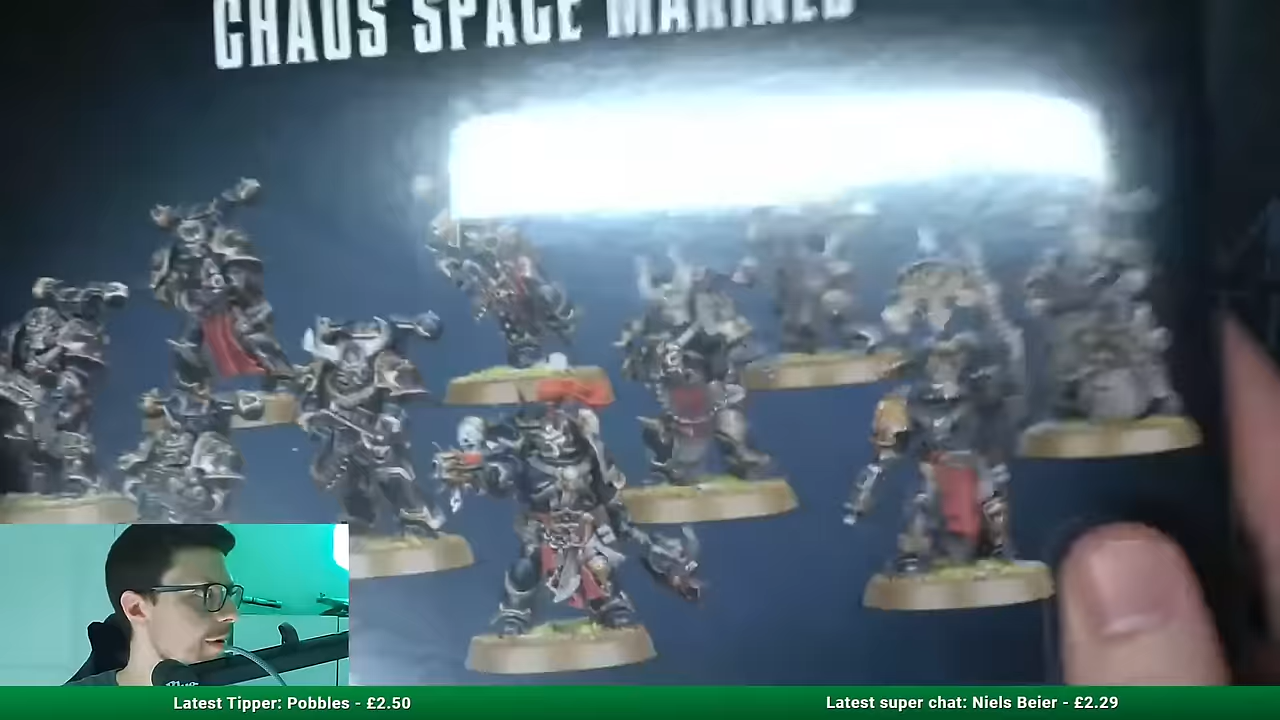 CHAOS SPACE MARINES
Latest Tipper: Pobbles - £2.50
Latest super chat: Niels Beier - £2.29